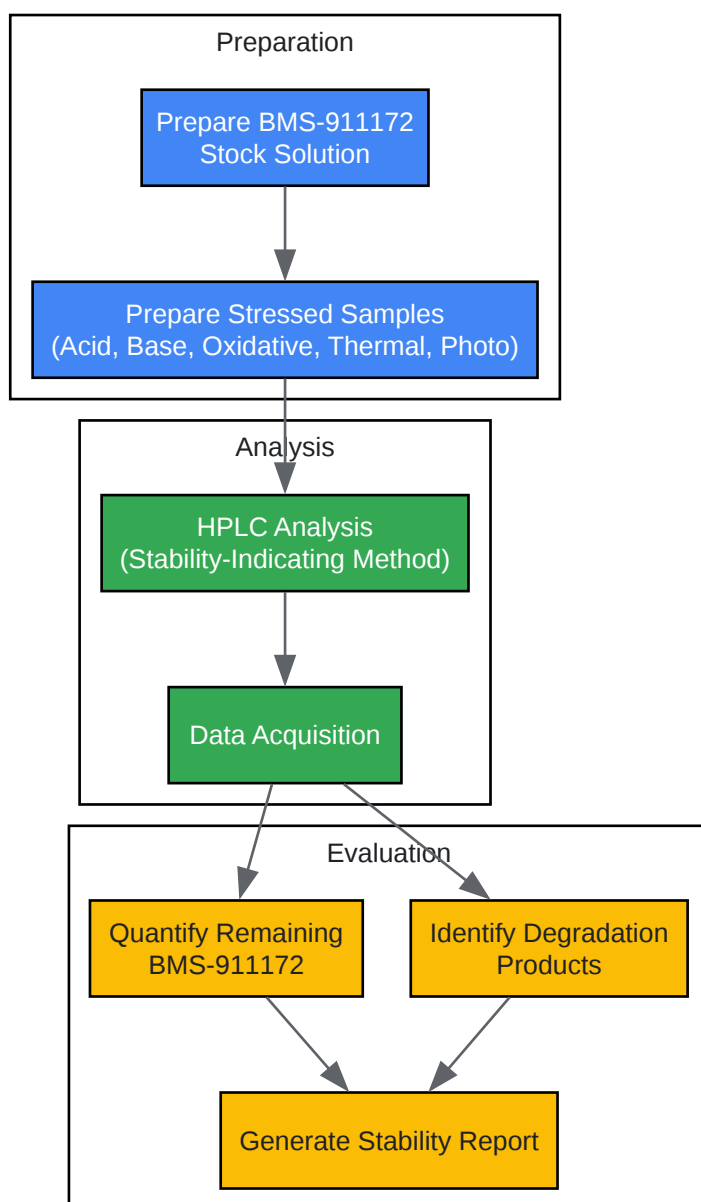 Preparation
Prepare BMS-911172
Stock Solution
Prepare Stressed Samples
(Acid, Base, Oxidative, Thermal, Photo)
Analysis
HPLC Analysis
(Stability-Indicating Method)
Data Acquisition
Evaluation
Quantify Remaining
BMS-911172
Identify Degradation
Products
Generate Stability Report